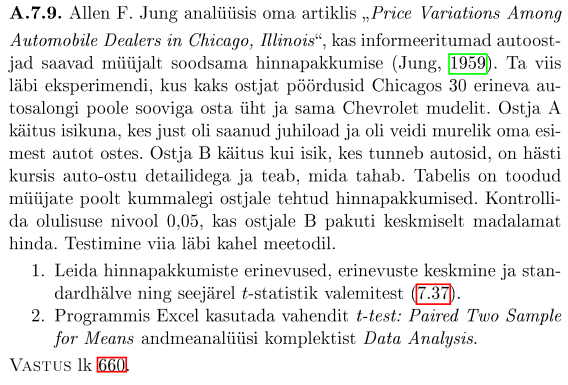 A.7.9. Allen F. Jung analüüsis oma artiklis „Price Variations Among
Automobile Dealers in Chicago, Illinois“, kas informeeritumad autoost-
jad saavad müüjalt soodsama hinnapakkumise (Jung, 1959). Ta viis
läbi eksperimendi, kus kaks ostjat pöördusid Chicagos 30 erineva au-
tosalongi poole sooviga osta üht ja sama Chevrolet mudelit. Ostja A
käitus isikuna, kes just oli saanud juhiload ja oli veidi murelik oma esi-
mest autot ostes. Ostja B käitus kui isik, kes tunneb autosid, on hästi
kursis auto-ostu detailidega ja teab, mida tahab. Tabelis on toodud
müüjate poolt kummalegi ostjale tehtud hinnapakkumised. Kontrolli-
da olulisuse nivool 0,05, kas ostjale B pakuti keskmiselt madalamat
hinda. Testimine viia läbi kahel meetodil.
1. Leida hinnapakkumiste erinevused, erinevuste keskmine ja stan-
dardhälve ning seejärel t-statistik valemitest (7.37).
2. Programmis Excel kasutada vahendit t-test: Paired Two Sample
for Means andmeanalüüsi komplektist Data Analysis.
VASTUS lk 660.